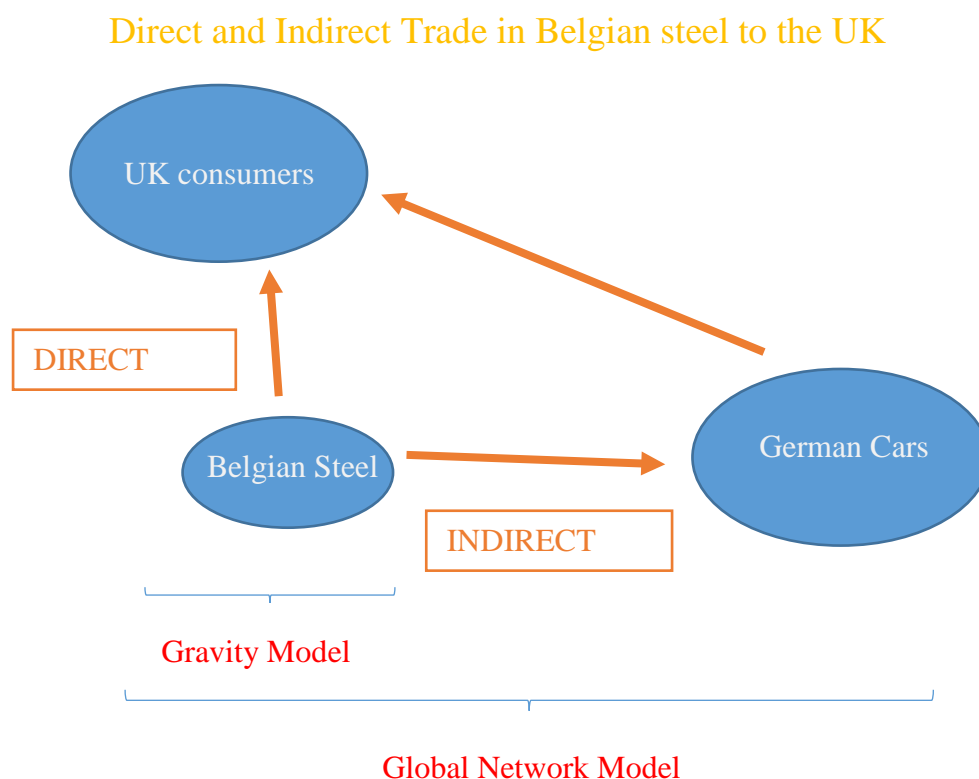 Direct and Indirect Trade in Belgian steel to the UK
UK consumers
DIRECT
German Cars
Belgian Steel
INDIRECT
Gravity Model
Global Network Model